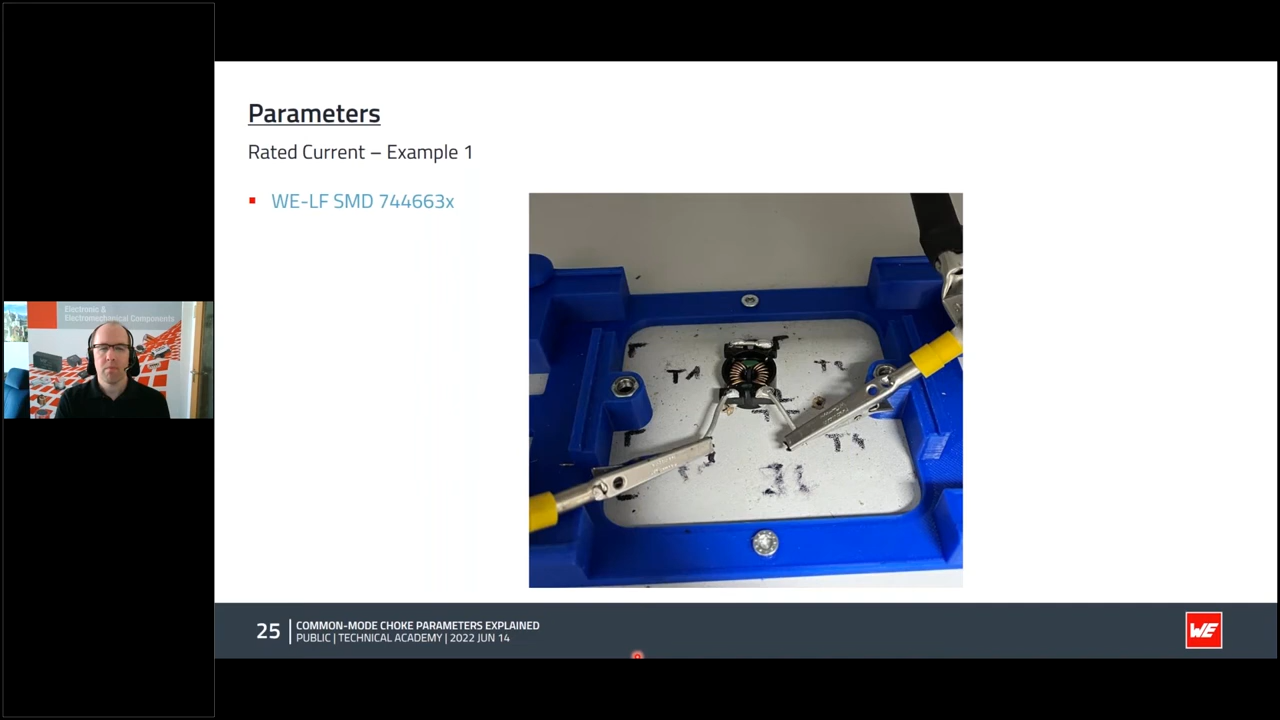 Electronic &
Electromechanical Components
Parameters
Rated Current – Example 1
WE-LF SMD 744663x
T1
25
COMMON-MODE CHOKE PARAMETERS EXPLAINED
PUBLIC | TECHNICAL ACADEMY | 2022 JUN 14
WE